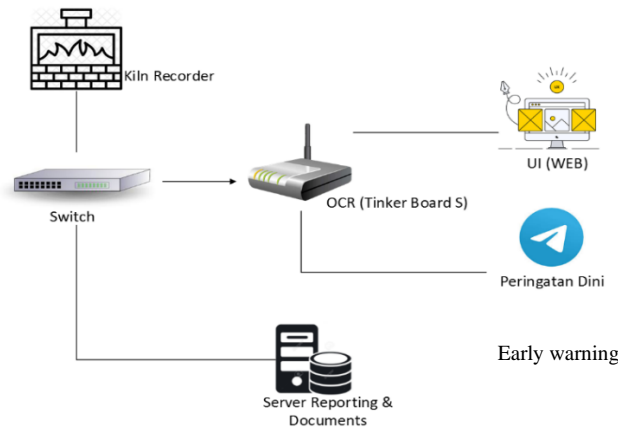 Kiln Recorder
UI (WEB)
OCR (Tinker Board S)
Switch
Peringatan Dini
Early warning
Server Reporting &
Documents